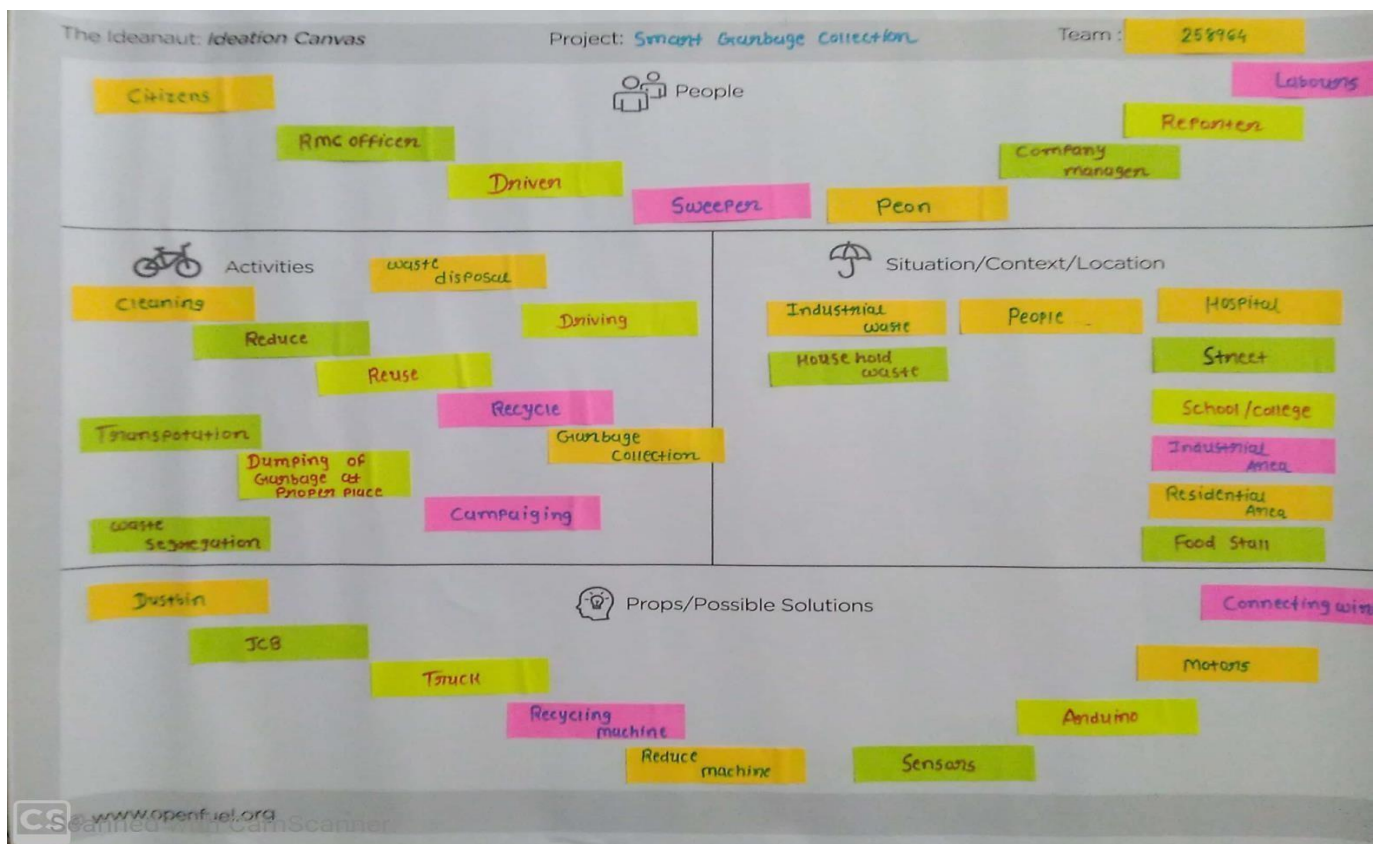 The Ideanaut: Ideation Canvas
Project: Smart Garbage Collection
Team :
258964
People
Citizens
RMC officer
Driver
Sweeper
Peon
Company
manager
Reporter
Labours
Activities
waste
disposal
Cleaning
Reduce
Driving
Reuse
Recycle
Transpotation
Garbage
Collection
Dumping of
Garbage at
Proper place
Campaiging
waste
segregation
Situation/Context/Location
Industrial
waste
People
Hospital
House hold
waste
Street
School/college
Industrial
Area
Residential
Area
Food Stall
Props/Possible Solutions
Dustbin
JCB
Truck
Recycling
machine
Reduce
machine
Sensors
Arduino
Motors
Connecting wir
www.openfuel.org
CS
Scanned with CamScanner